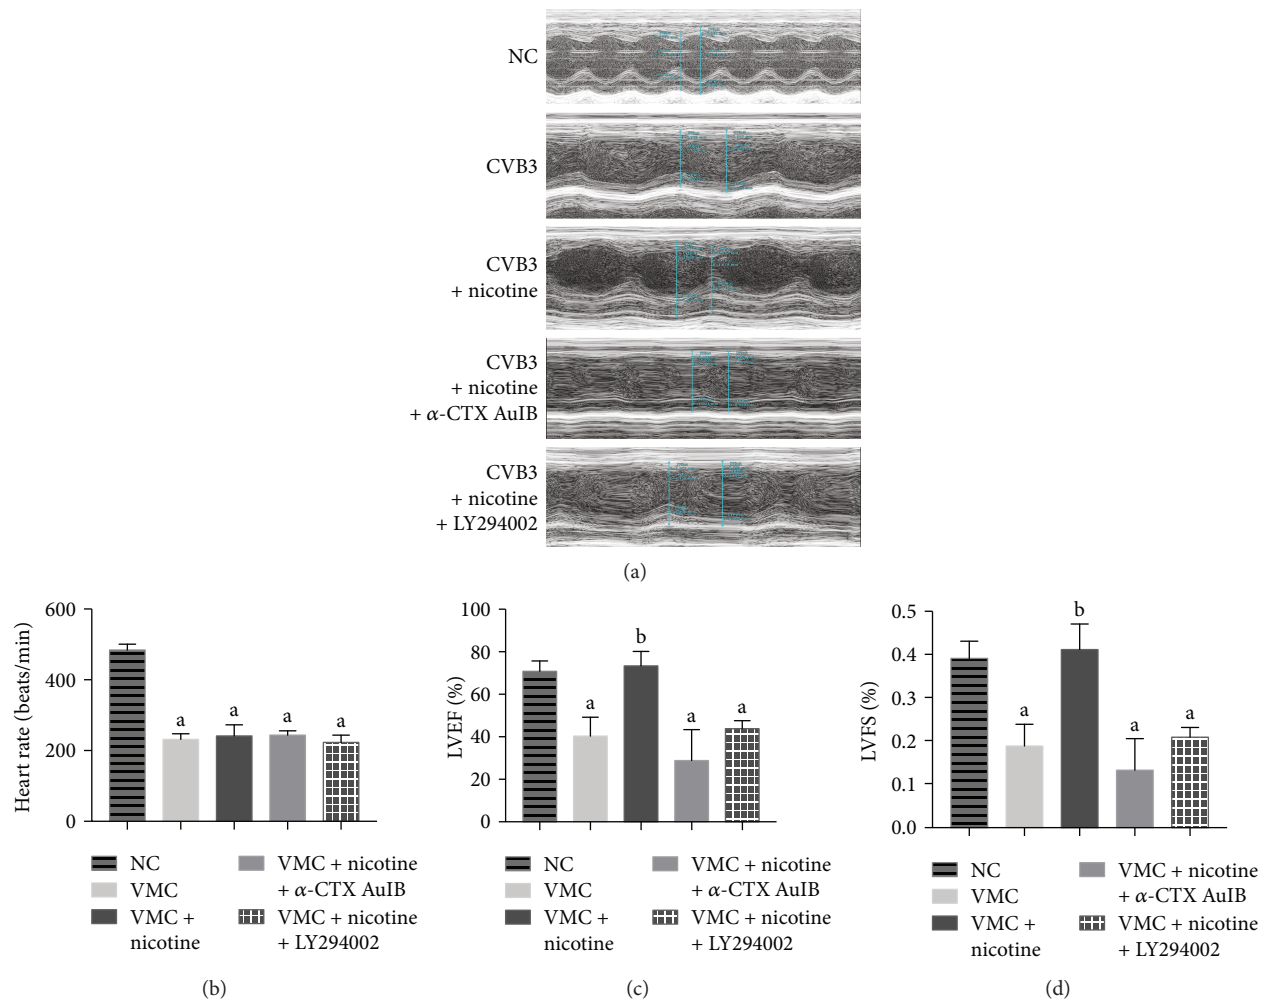 NC
CVB3
CVB3
+ nicotine
CVB3
+ nicotine
+ α-CTX AuIB
CVB3
+ nicotine
+ LY294002
(a)
Heart rate (beats/min)
600
400
200
0
a
a
a
a
NC
VMC
VMC +
nicotine
VMC + nicotine
+ α-CTX AuIB
VMC + nicotine
+ LY294002
(b)
LVEF (%)
100
80
60
40
20
0
a
b
a
a
NC
VMC
VMC +
nicotine
VMC + nicotine
+ α-CTX AuIB
VMC + nicotine
+ LY294002
(c)
LVFS (%)
0.5
0.4
0.3
0.2
0.1
0.0
a
b
a
a
NC
VMC
VMC +
nicotine
VMC + nicotine
+ α-CTX AuIB
VMC + nicotine
+ LY294002
(d)